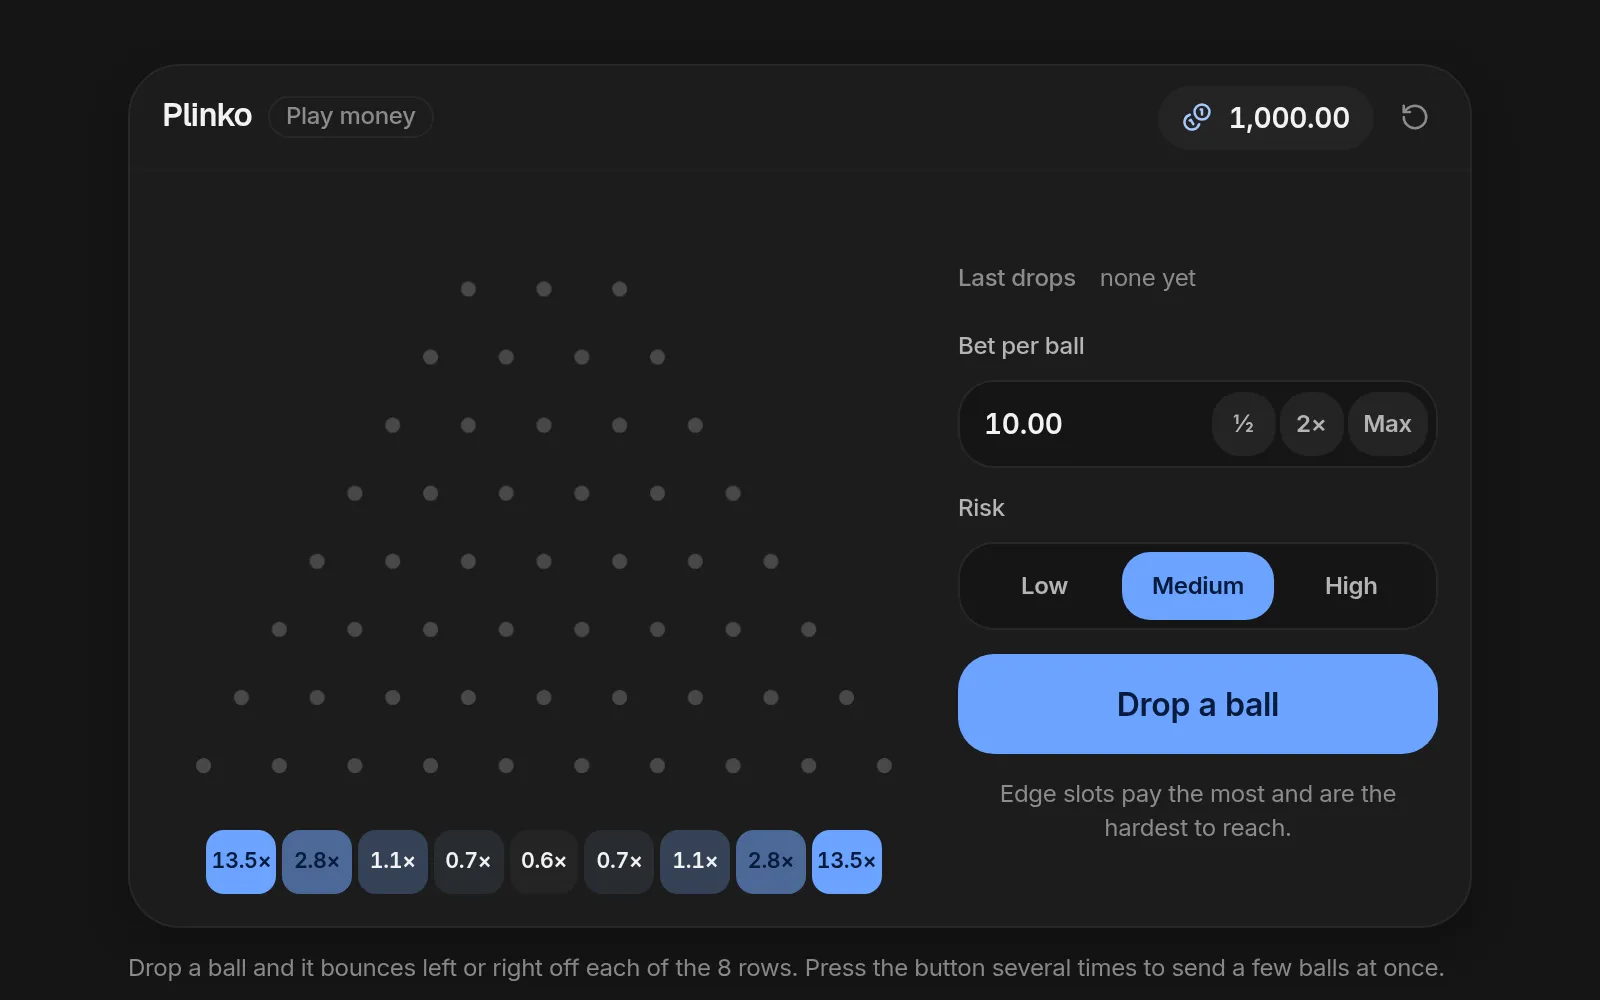 Plinko
Play money
1,000.00
Last drops none yet
Bet per ball
10.00
½
2×
Max
Risk
Low
Medium
High
Drop a ball
Edge slots pay the most and are the
hardest to reach.
13.5×
2.8×
1.1×
0.7×
0.6×
0.7×
1.1×
2.8×
13.5×
Drop a ball and it bounces left or right off each of the 8 rows. Press the button several times to send a few balls at once.